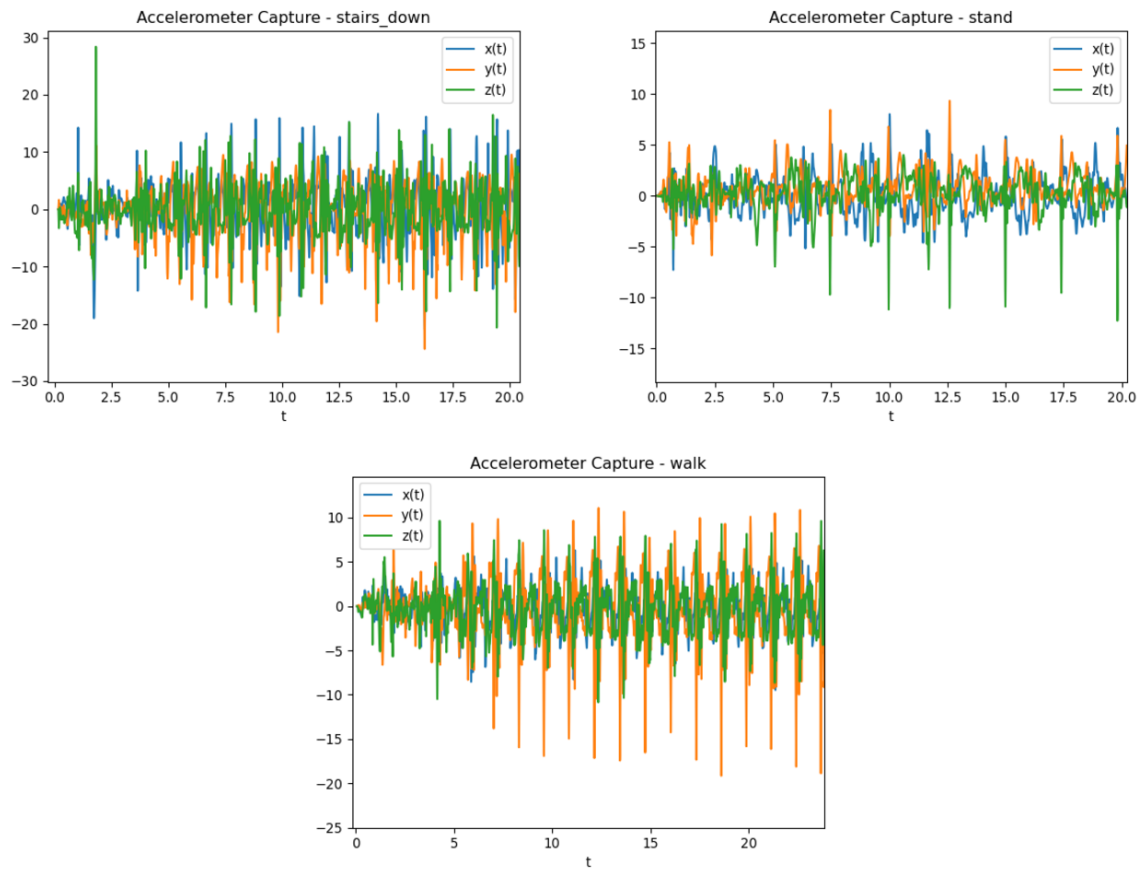 Accelerometer Capture - stairs_down
x(t)
y(t)
z(t)
30
20
10
0
−10
−20
−30
0.0 2.5 5.0 7.5 10.0 12.5 15.0 17.5 20.0
t
Accelerometer Capture - stand
x(t)
y(t)
z(t)
15
10
5
0
−5
−10
−15
0.0 2.5 5.0 7.5 10.0 12.5 15.0 17.5 20.0
t
Accelerometer Capture - walk
x(t)
y(t)
z(t)
10
5
0
−5
−10
−15
−20
−25
0 5 10 15 20
t